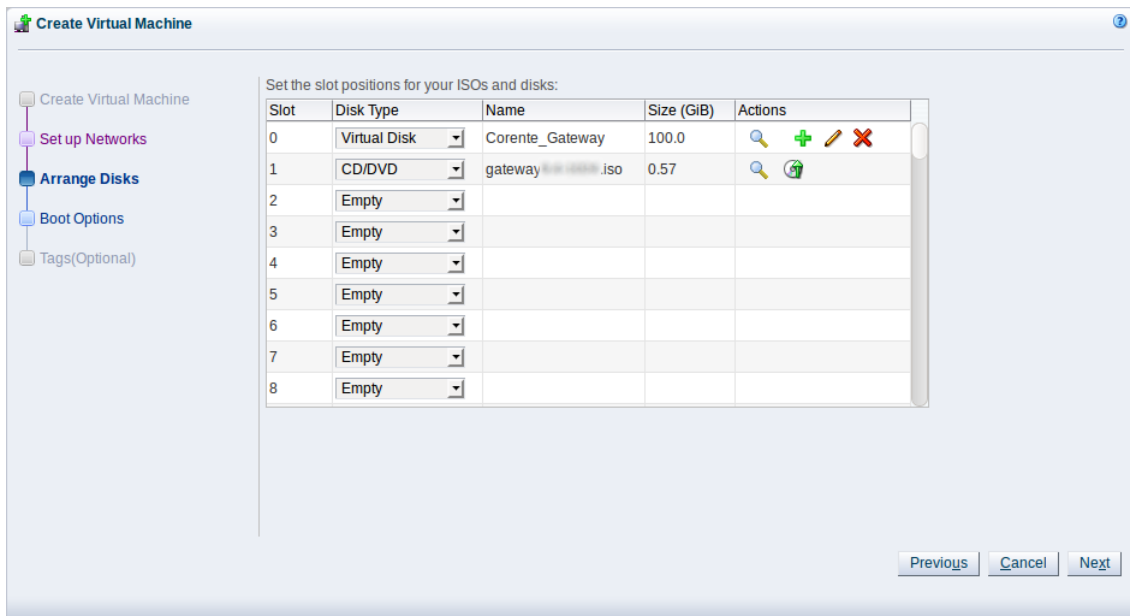 Create Virtual Machine
Create Virtual Machine
Set up Networks
Arrange Disks
Boot Options
Tags(Optional)
Set the slot positions for your ISOs and disks:
Slot Disk Type Name Size (GiB) Actions
0 Virtual Disk Corente_Gateway 100.0
1 CD/DVD gateway .iso 0.57
2 Empty
3 Empty
4 Empty
5 Empty
6 Empty
7 Empty
8 Empty
Previous Cancel Next